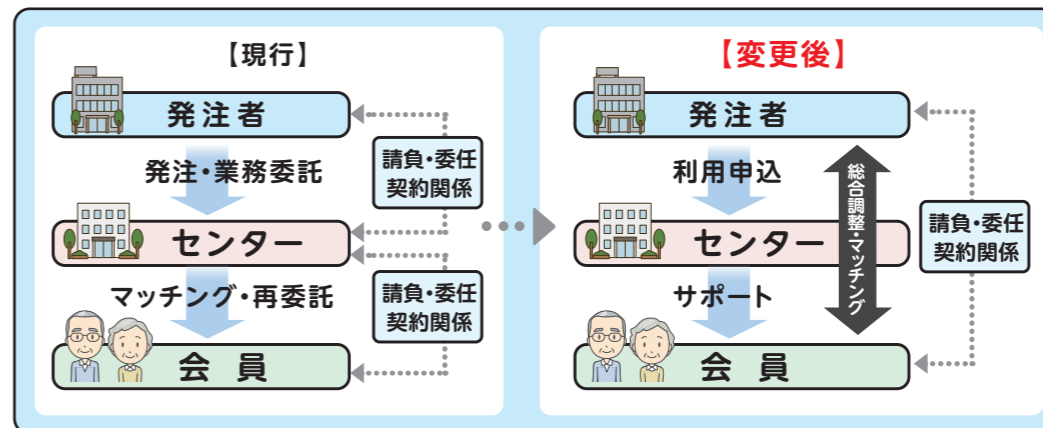 【現行】
発注者
発注・業務委託
請負・委任
契約関係
センター
マッチング・再委託
請負・委任
契約関係
会員
【変更後】
発注者
利用申込
総合調整・マッチング
請負・委任
契約関係
センター
サポート
会員